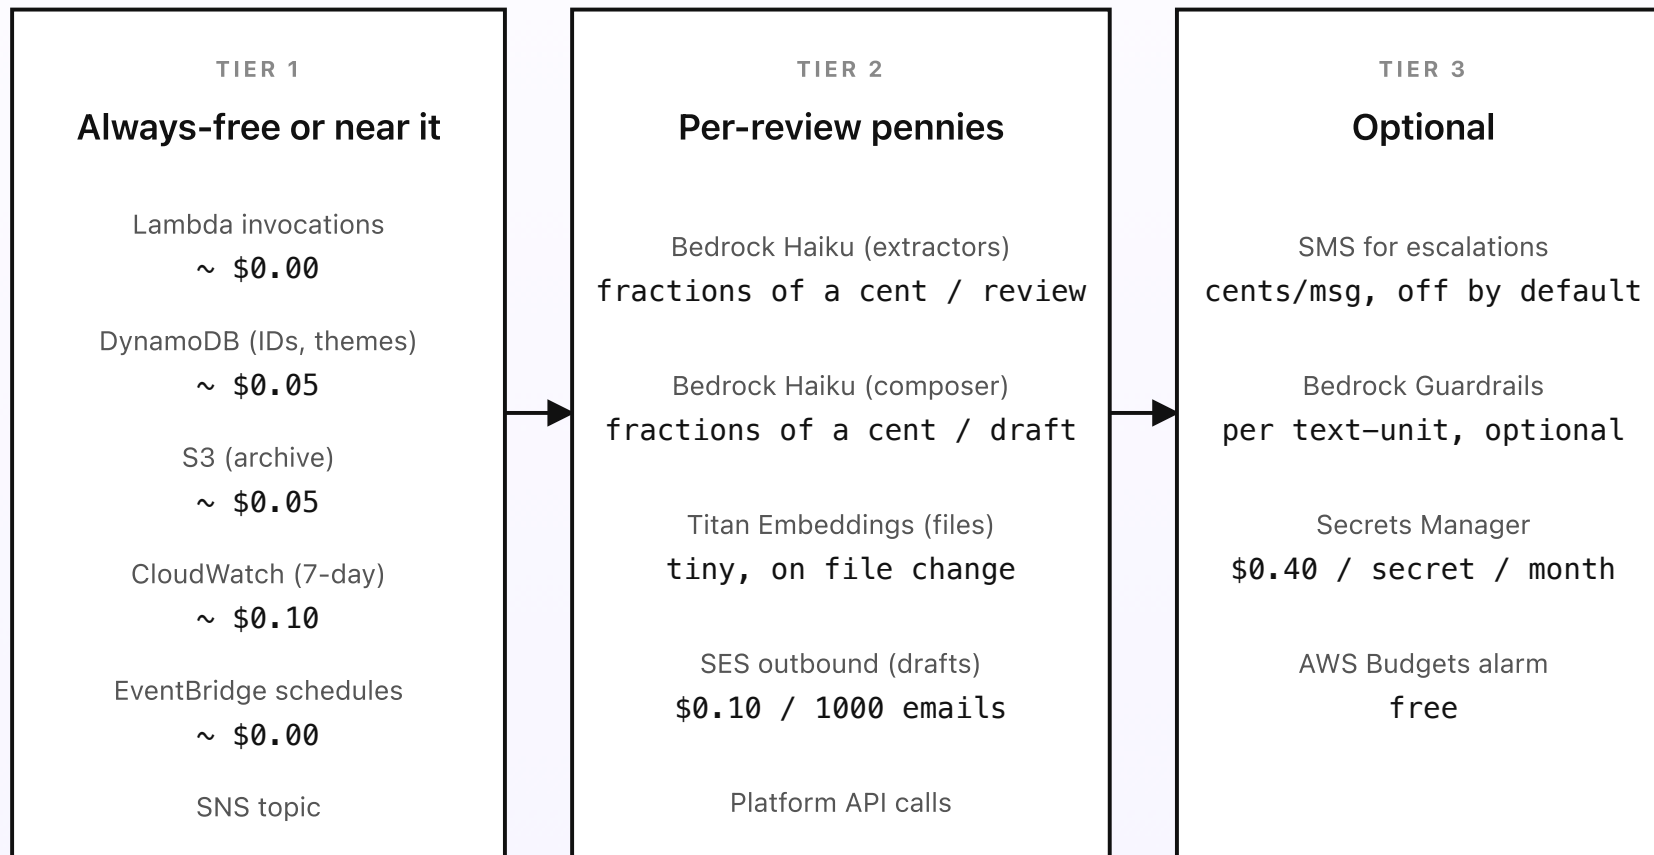 TIER 1
Always-free or near it
Lambda invocations
~ $0.00
DynamoDB (IDs, themes)
~ $0.05
S3 (archive)
~ $0.05
CloudWatch (7-day)
~ $0.10
EventBridge schedules
~ $0.00
SNS topic
TIER 2
Per-review pennies
Bedrock Haiku (extractors)
fractions of a cent / review
Bedrock Haiku (composer)
fractions of a cent / draft
Titan Embeddings (files)
tiny, on file change
SES outbound (drafts)
$0.10 / 1000 emails
Platform API calls
TIER 3
Optional
SMS for escalations
cents/msg, off by default
Bedrock Guardrails
per text-unit, optional
Secrets Manager
$0.40 / secret / month
AWS Budgets alarm
free